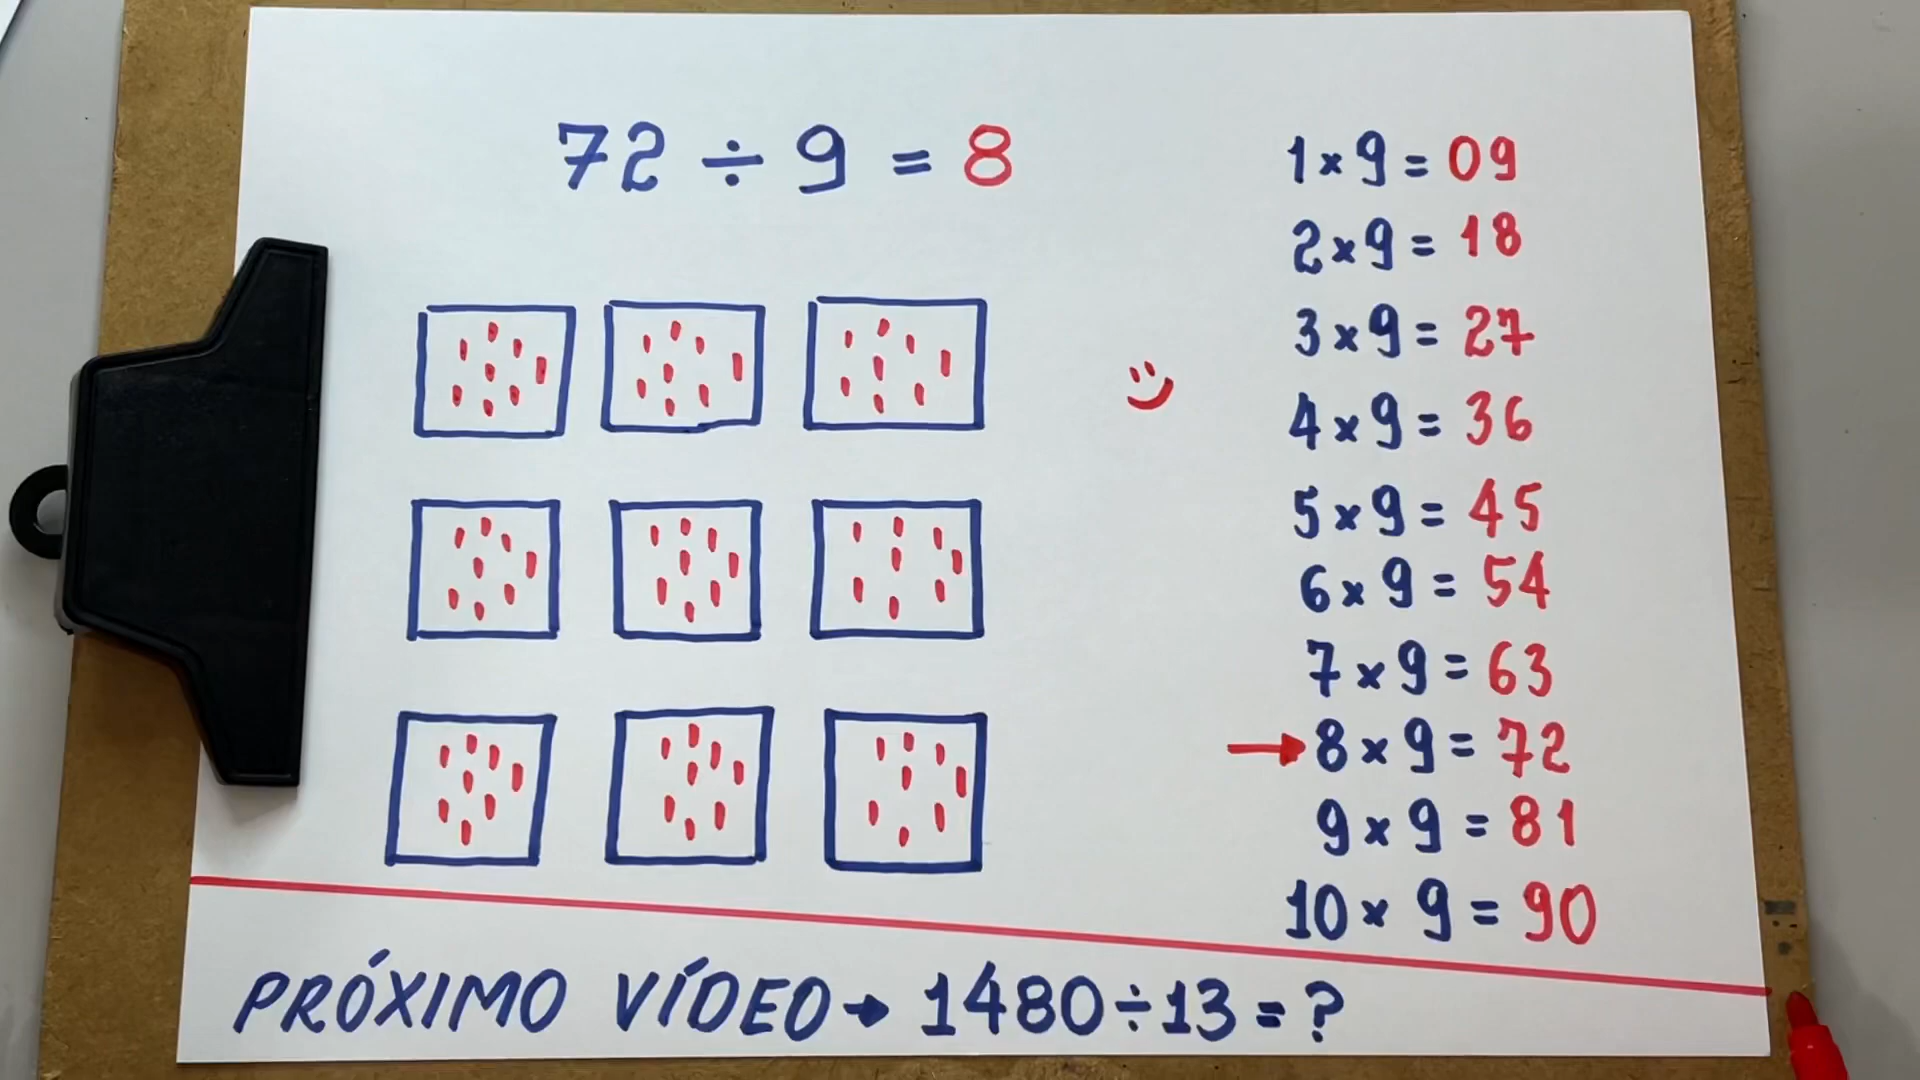 72 ÷ 9 = 8
1 × 9 = 09
2 × 9 = 18
3 × 9 = 27
4 × 9 = 36
5 × 9 = 45
6 × 9 = 54
7 × 9 = 63
8 × 9 = 72
9 × 9 = 81
10 × 9 = 90
PRÓXIMO VÍDEO → 1480 ÷ 13 = ?